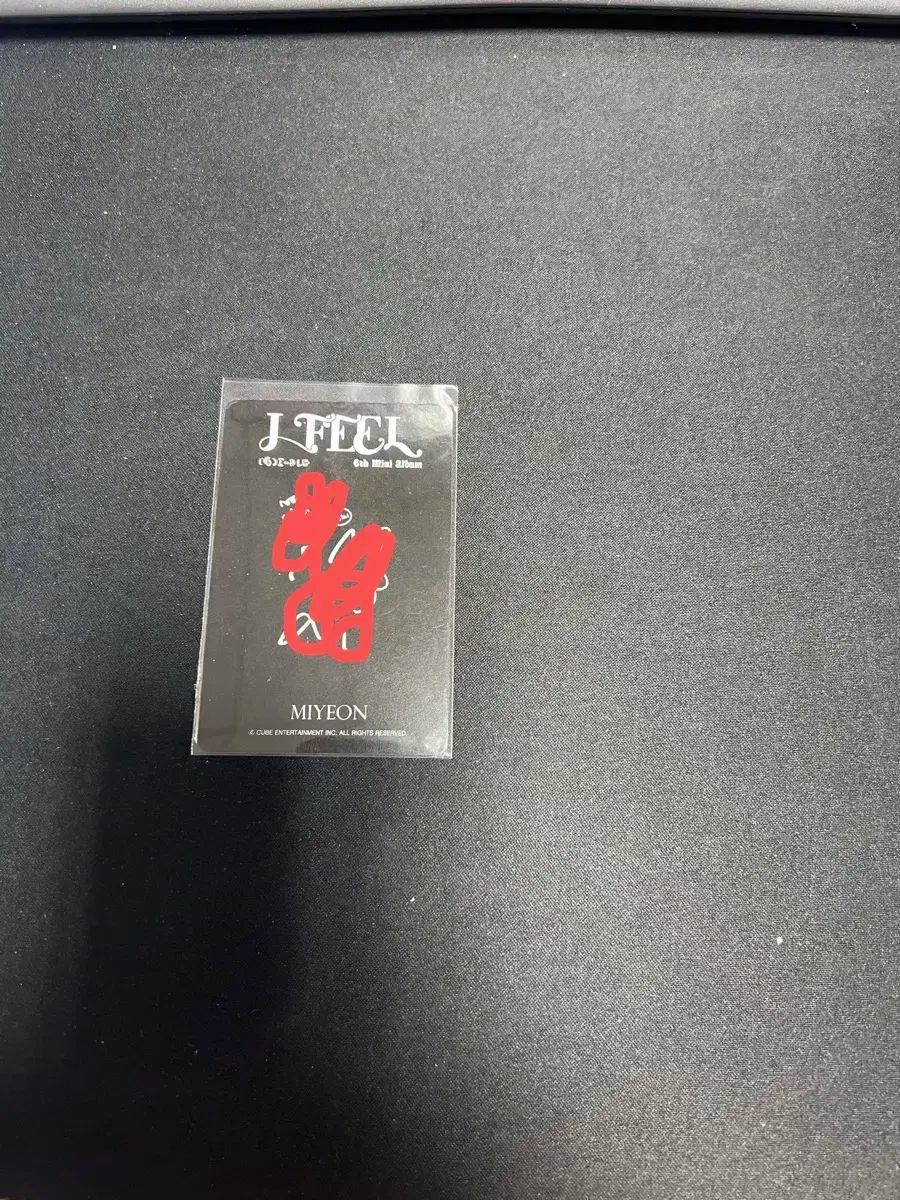 I FEEL
(G)I-DLE 6th Mini Album
MIYEON
© CUBE ENTERTAINMENT INC. ALL RIGHTS RESERVED.